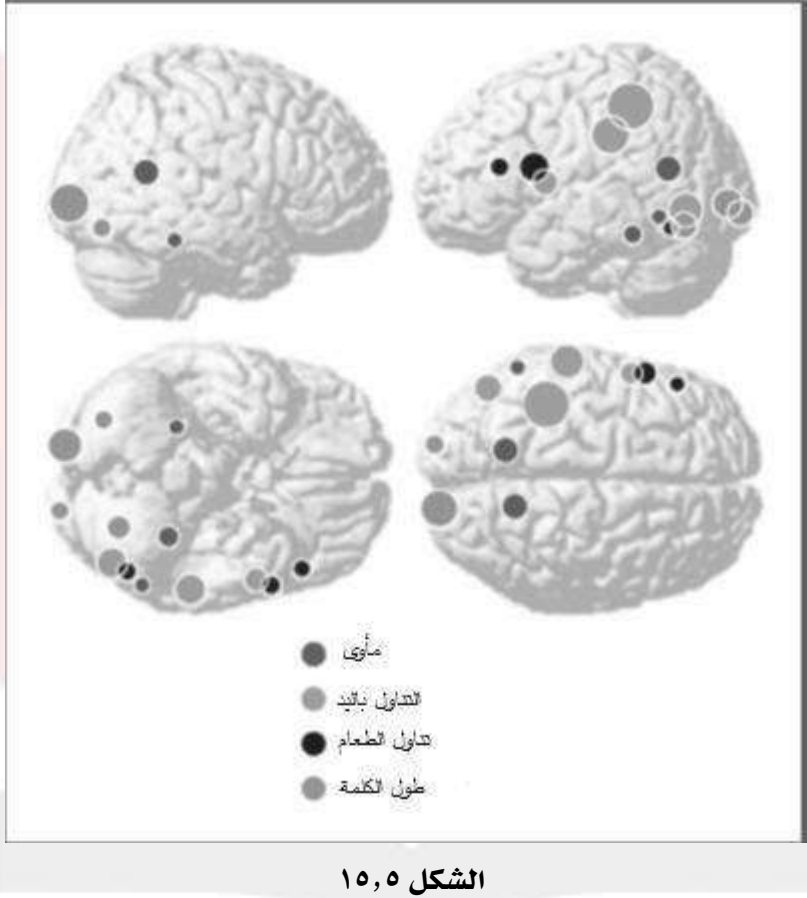 مأوى
التناول باليد
تناول الطعام
طول الكلمة
الشكل ١٥,٥